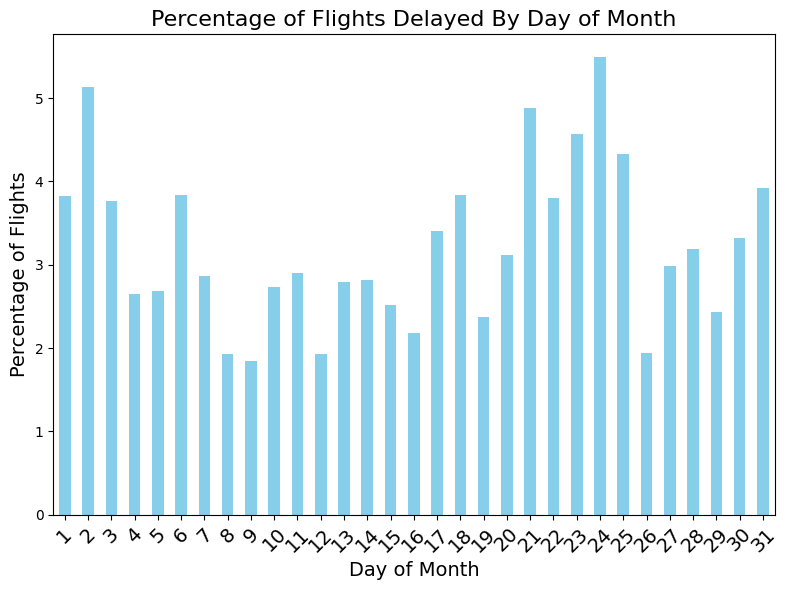 Percentage of Flights Delayed By Day of Month
Percentage of Flights
5
4
3
2
1
0
1 2 3 4 5 6 7 8 9 10 11 12 13 14 15 16 17 18 19 20 21 22 23 24 25 26 27 28 29 30 31
Day of Month